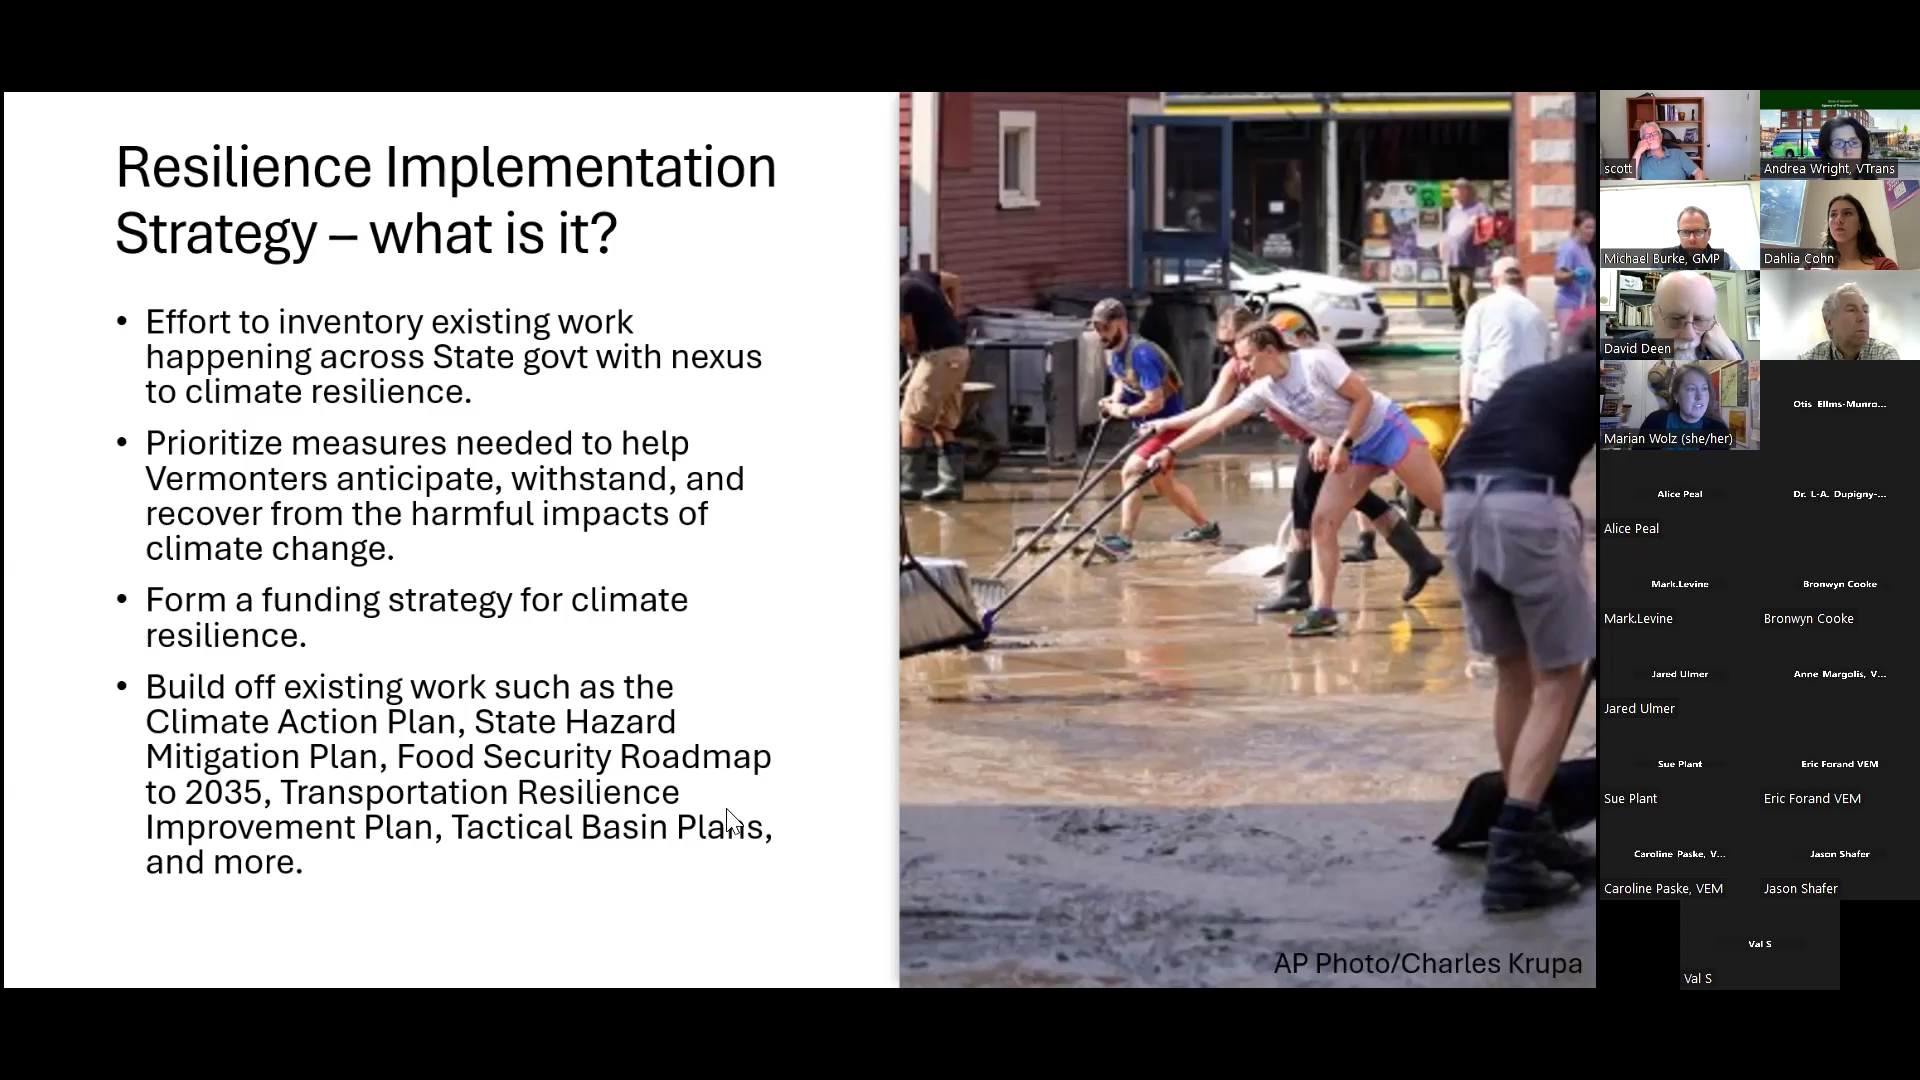 Resilience Implementation
Strategy – what is it?
• Effort to inventory existing work
happening across State govt with nexus
to climate resilience.
• Prioritize measures needed to help
Vermonters anticipate, withstand, and
recover from the harmful impacts of
climate change.
• Form a funding strategy for climate
resilience.
• Build off existing work such as the
Climate Action Plan, State Hazard
Mitigation Plan, Food Security Roadmap
to 2035, Transportation Resilience
Improvement Plan, Tactical Basin Plans,
and more.
AP Photo/Charles Krupa
scott
Andrea Wright, VTrans
Michael Burke, GMP
Dahlia Cohn
David Deen
Marian Wolz (she/her)
Otis Ellms-Munro...
Alice Peal
Alice Peal
Dr. L-A. Dupigny-...
Mark.Levine
Mark.Levine
Bronwyn Cooke
Bronwyn Cooke
Jared Ulmer
Jared Ulmer
Anne Margolis, V...
Sue Plant
Sue Plant
Eric Forand VEM
Eric Forand VEM
Caroline Paske, V...
Caroline Paske, VEM
Jason Shafer
Jason Shafer
Val S
Val S